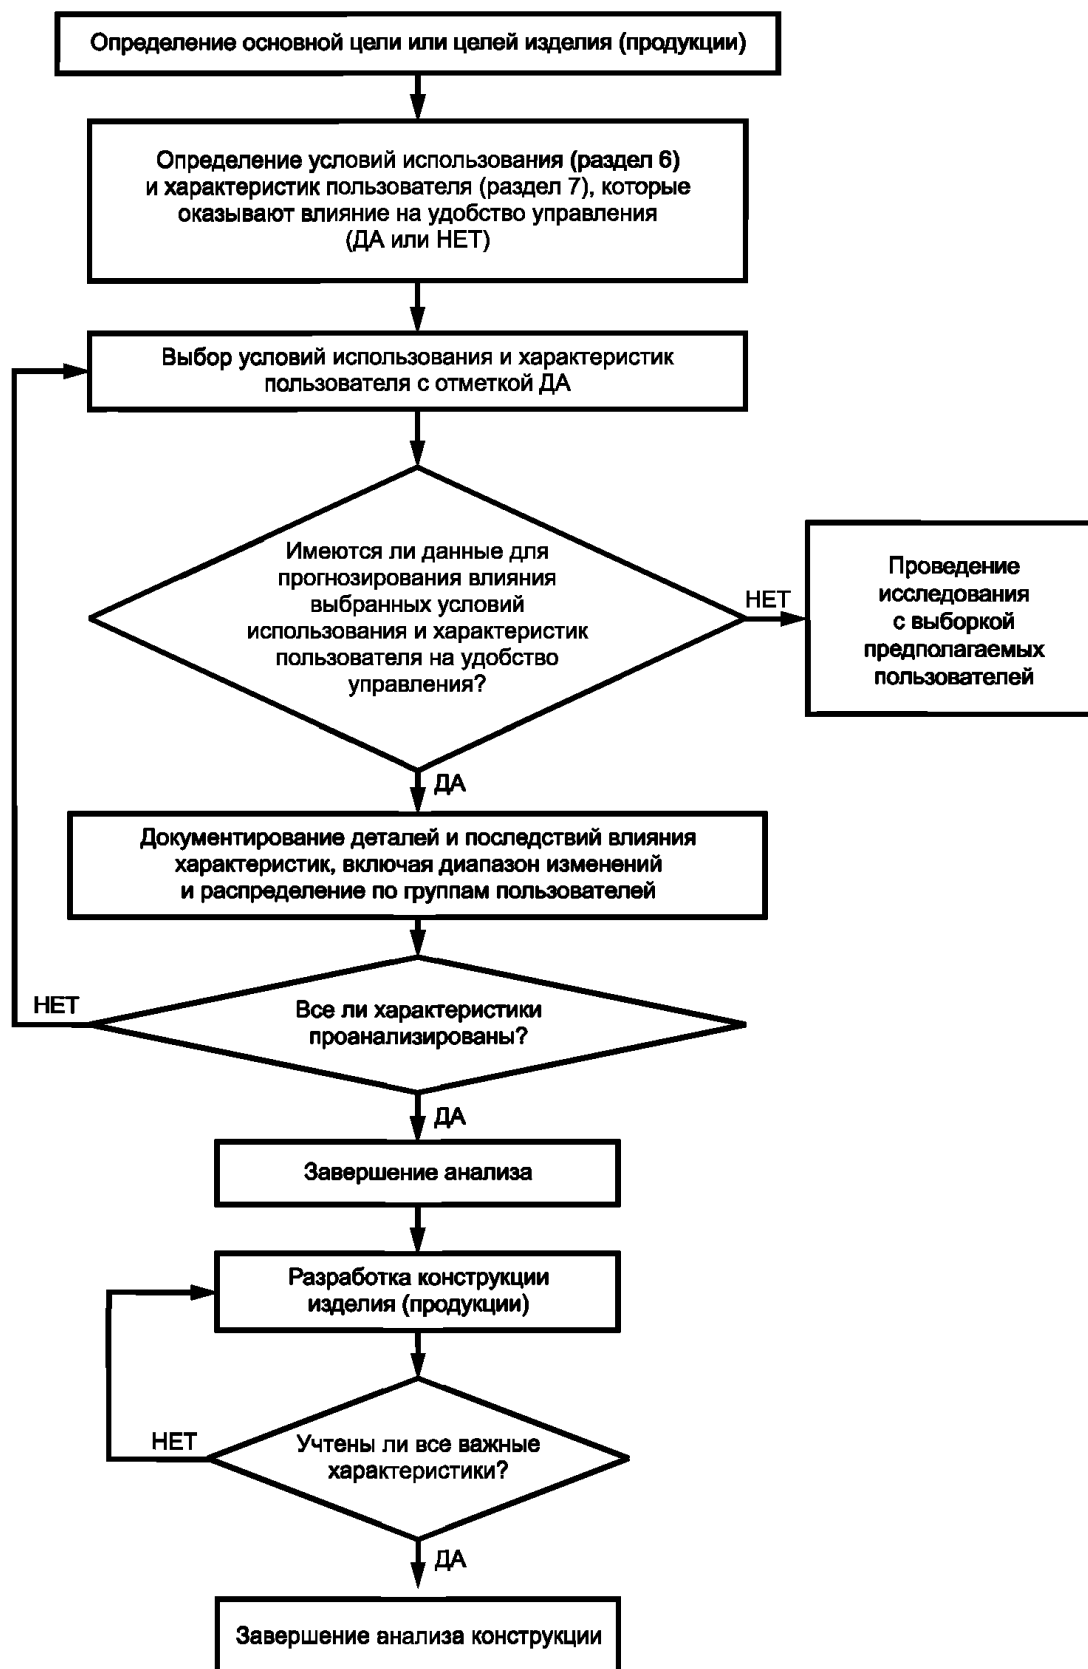 Определение основной цели или целей изделия (продукции)
Определение условий использования (раздел 6)
и характеристик пользователя (раздел 7), которые
оказывают влияние на удобство управления
(ДА или НЕТ)
Выбор условий использования и характеристик
пользователя с отметкой ДА
Имеются ли данные для
прогнозирования влияния
выбранных условий
использования и характеристик
пользователя на удобство
управления?
НЕТ
Проведение
исследования
с выборкой
предполагаемых
пользователей
ДА
Документирование деталей и последствий влияния
характеристик, включая диапазон изменений
и распределение по группам пользователей
НЕТ
Все ли характеристики
проанализированы?
ДА
Завершение анализа
Разработка конструкции
изделия (продукции)
НЕТ
Учтены ли все важные
характеристики?
ДА
Завершение анализа конструкции